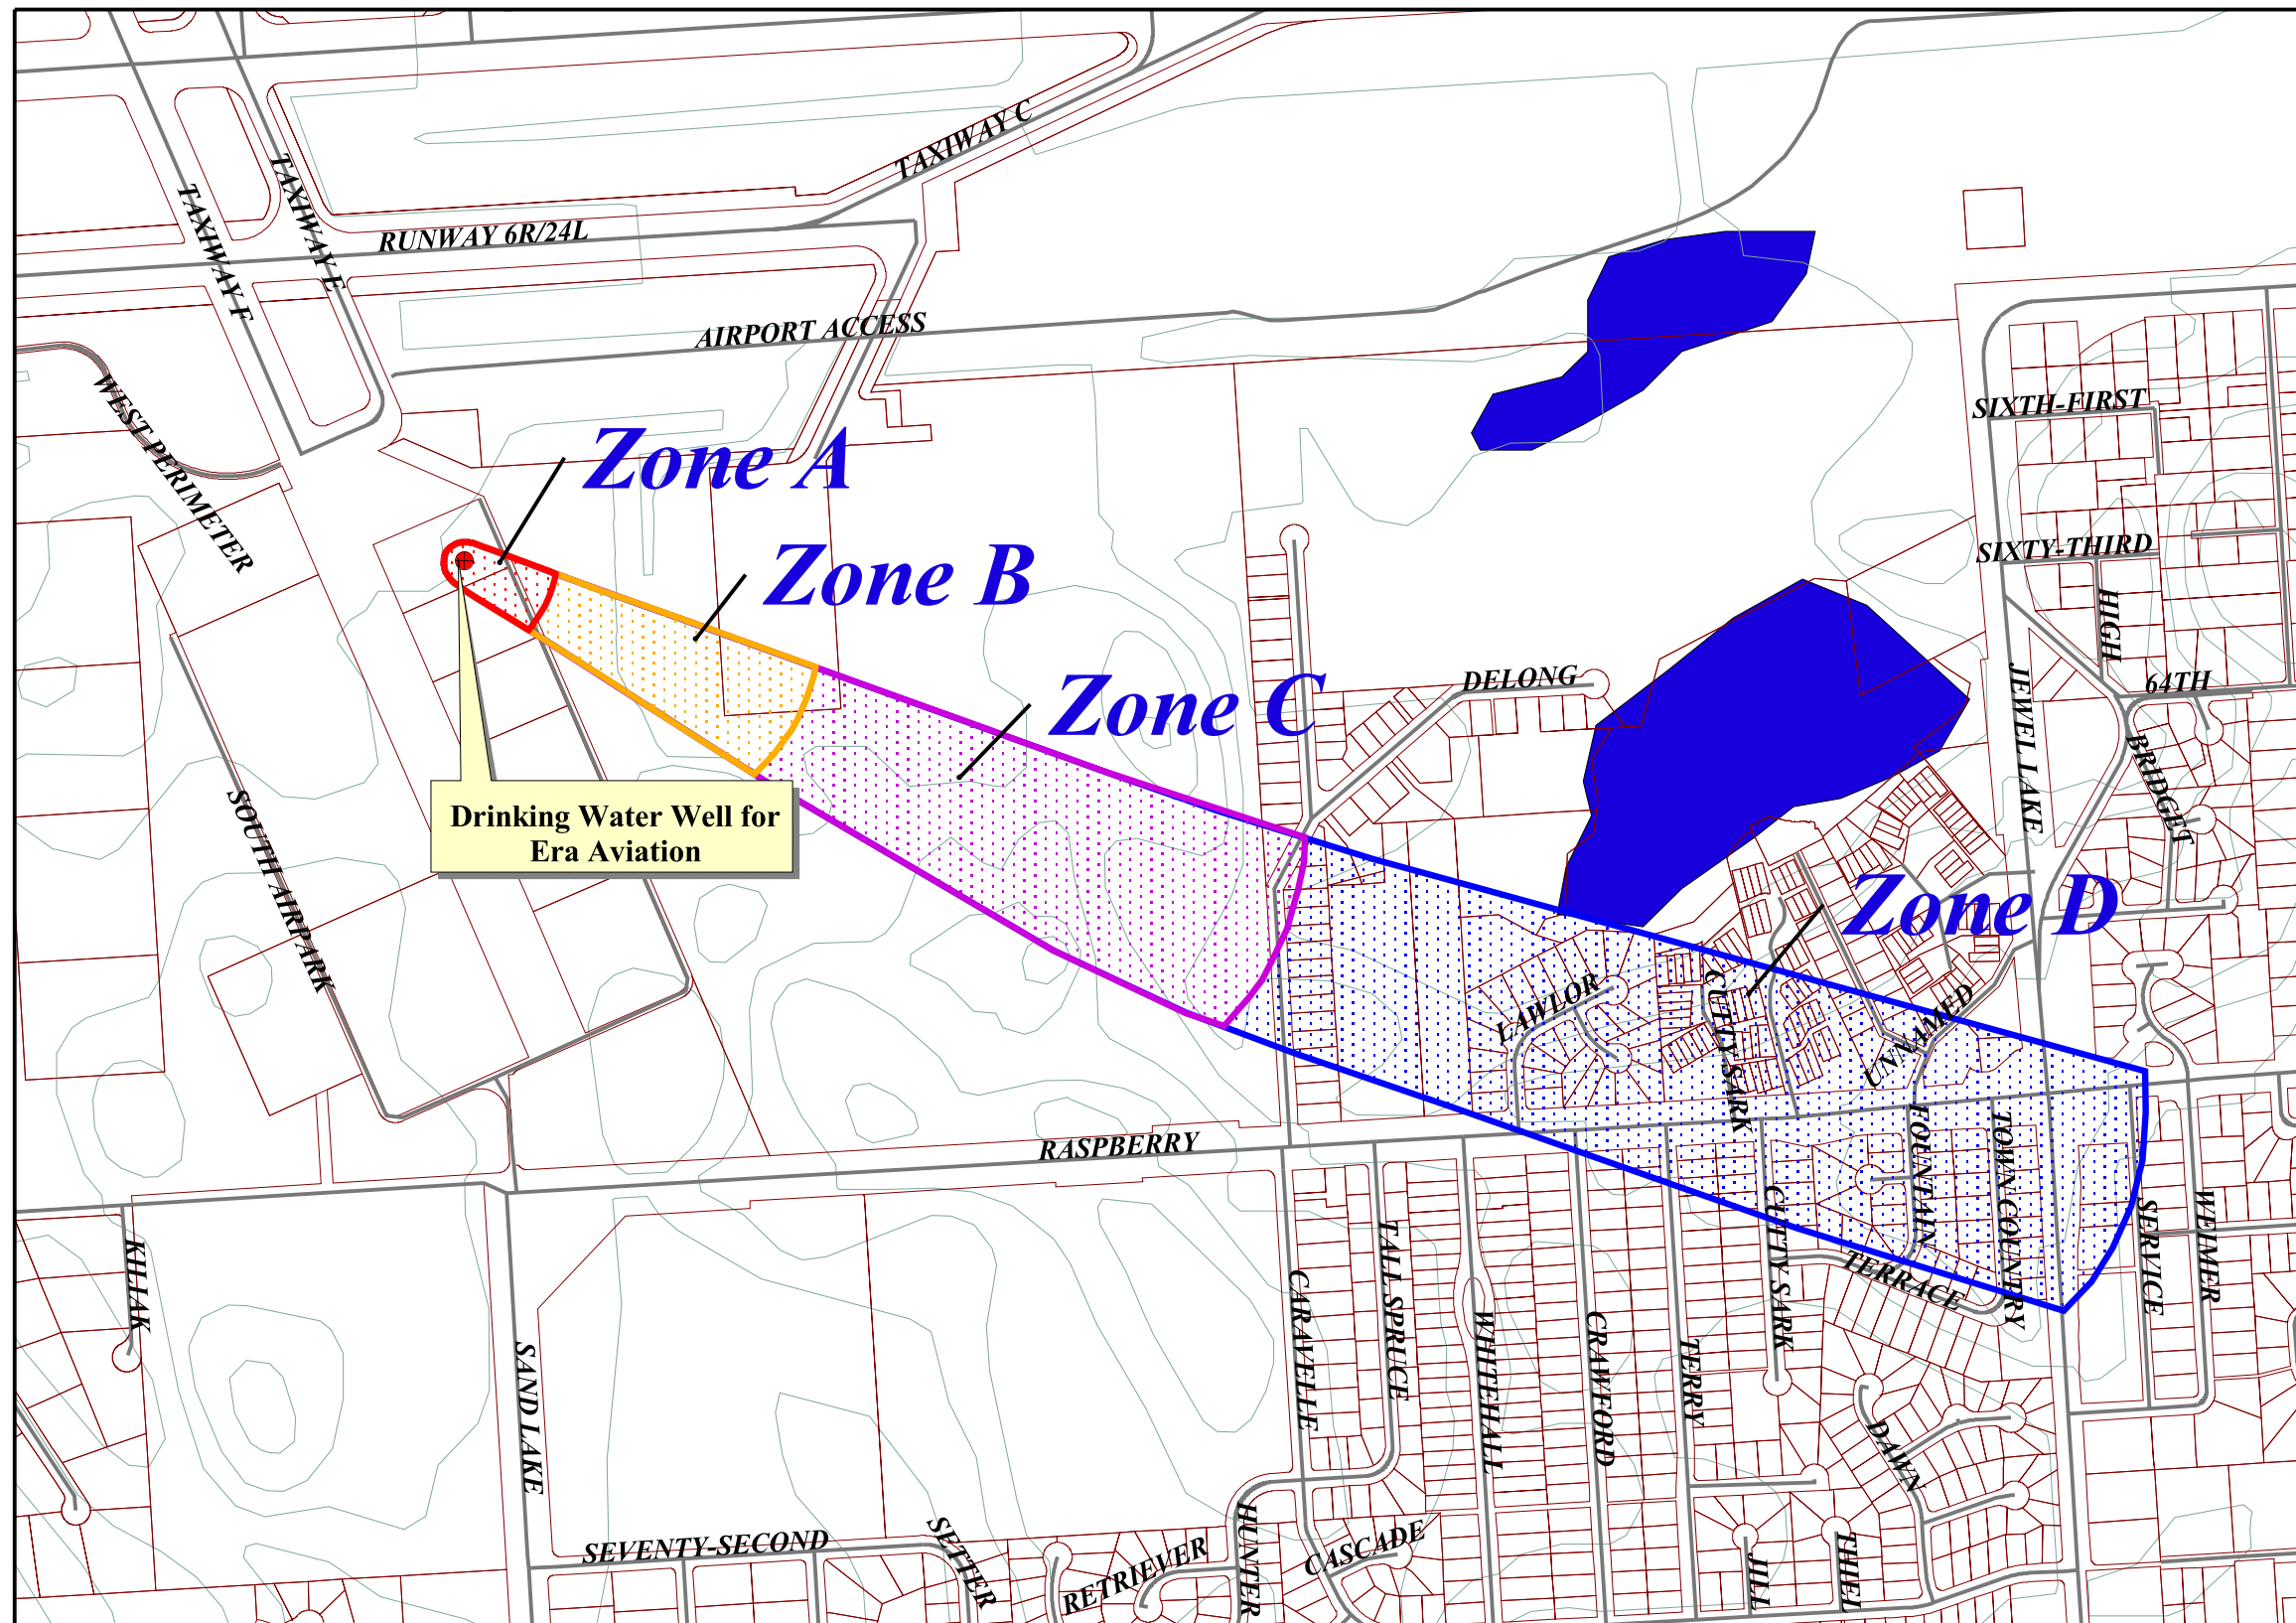 TAXIWAY C
TAXIWAY E
TAXIWAY F
RUNWAY 6R/24L
AIRPORT ACCESS
WEST PERIMETER
SIXTH-FIRST
Zone A
Zone B
SIXTY-THIRD
HIGH
Zone C
DELONG
JEWEL LAKE
64TH
BRIDGET
Drinking Water Well for
Era Aviation
SOUTH AIRPARK
Zone D
LAWLOR
CUTTY SARK
UNNAMED
RASPBERRY
FOUNTAIN
TOWN COUNTRY
KILIAK
TALL SPRUCE
CUTTY SARK
TERRACE
SERVICE
WEIMER
SAND LAKE
CARAVELLE
WHITEHALL
CRAWFORD
TERRY
DAWN
SEVENTY-SECOND
SETTER
RETRIEVER
HUNTER
CASCADE
JILL
THIEL